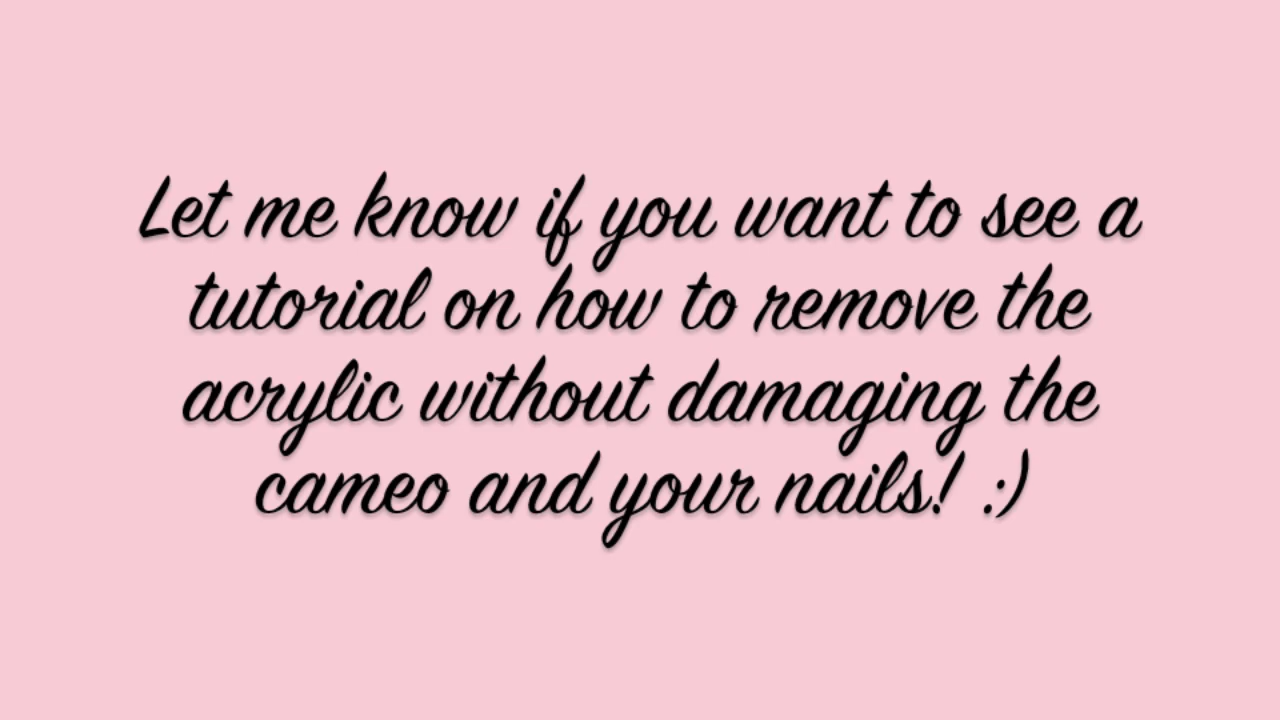 Let me know if you want to see a
tutorial on how to remove the
acrylic without damaging the
cameo and your nails! :)